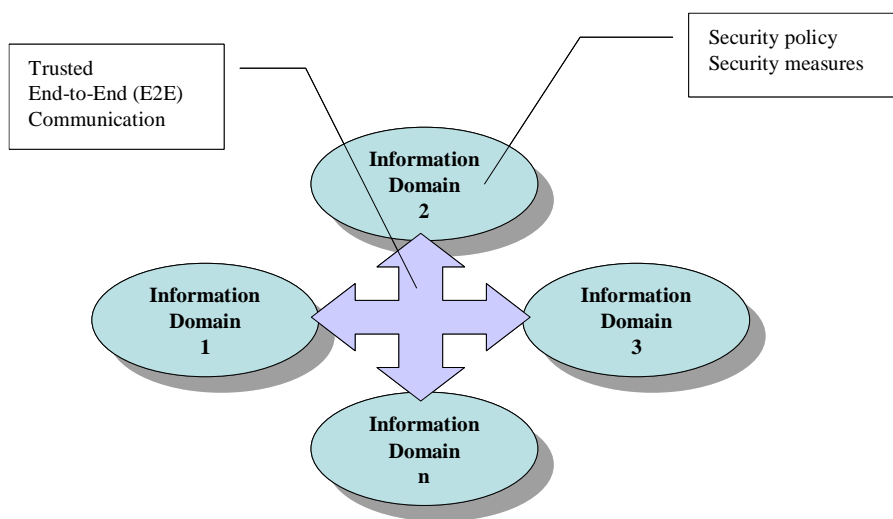 Trusted
End-to-End (E2E)
Communication
Security policy
Security measures
Information
Domain
2
Information
Domain
1
Information
Domain
3
Information
Domain
n